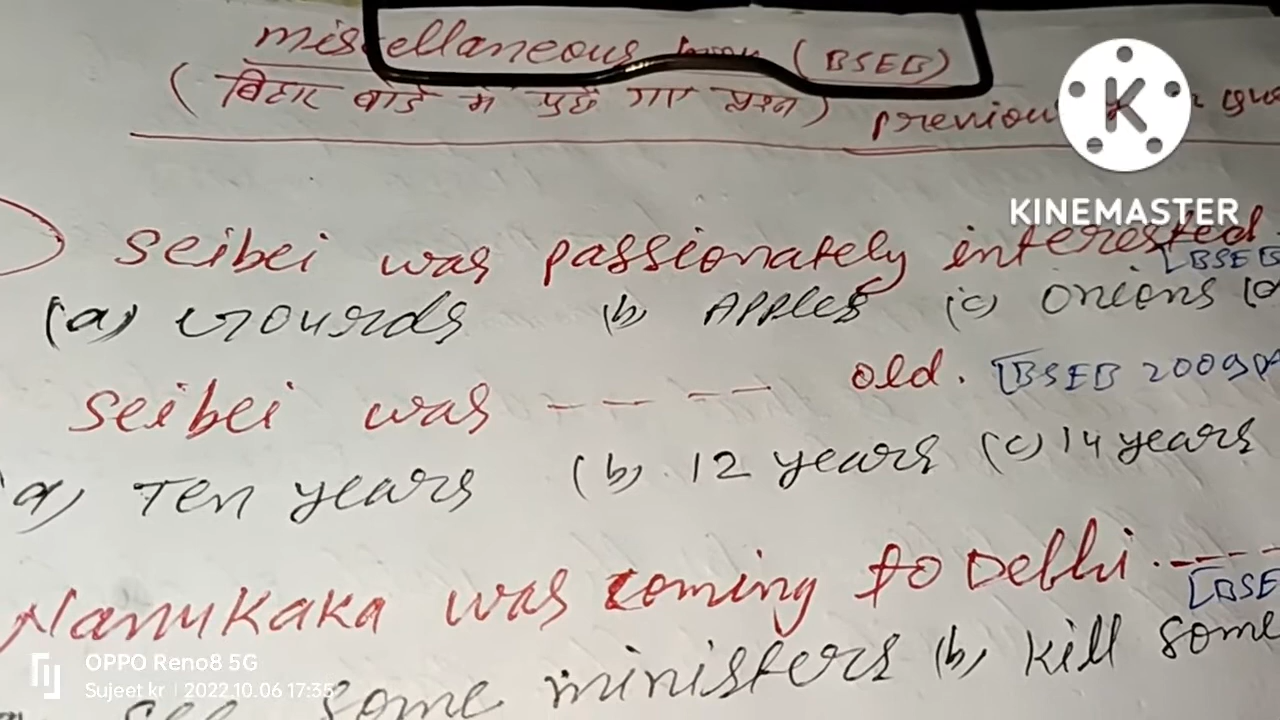 miscellaneous (BSEB)
(बिहार बोर्ड में पुछे गए प्रश्न) previous
KINEMASTER
Seibei was passionately interested
[BSEB
(a) Gourds (b) Apples (c) onions (d
Seibei was ---- ---- old. [BSEB 2009
a) Ten years (b) 12 years (c) 14 years
Nanukaka was coming to Delhi. ----
[BSE
see some ministers (b) kill some
OPPO Reno8 5G
Sujeet kr | 2022.10.06 17:35